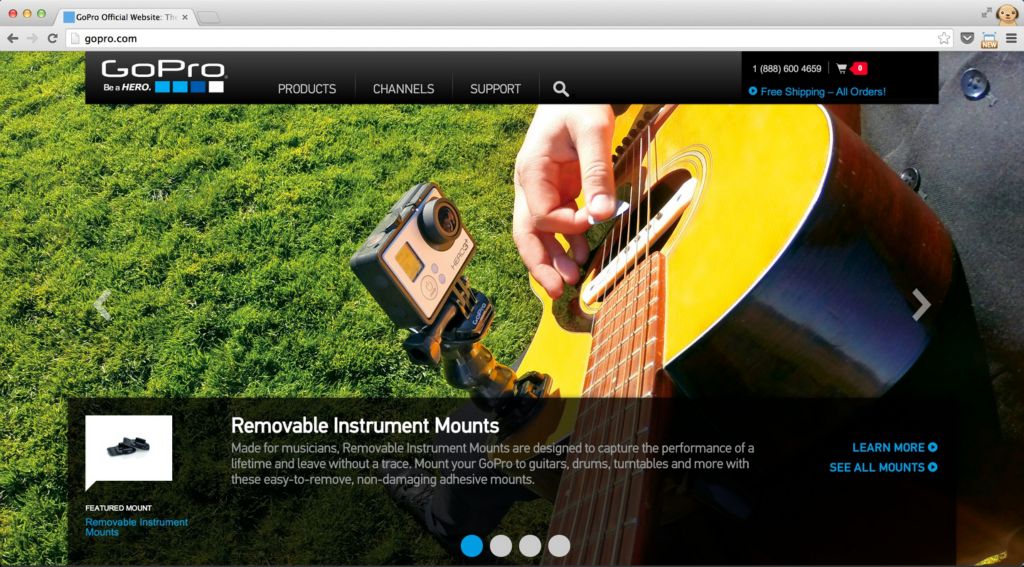 GoPro Official Website: The
gopro.com
NEW
GoPro
Be a HERO.
PRODUCTS
CHANNELS
SUPPORT
1 (888) 600 4659
0
Free Shipping – All Orders!
HERO3+
GoPro
Removable Instrument Mounts
Made for musicians, Removable Instrument Mounts are designed to capture the performance of a
lifetime and leave without a trace. Mount your GoPro to guitars, drums, turntables and more with
these easy-to-remove, non-damaging adhesive mounts.
LEARN MORE
SEE ALL MOUNTS
FEATURED MOUNT
Removable Instrument
Mounts